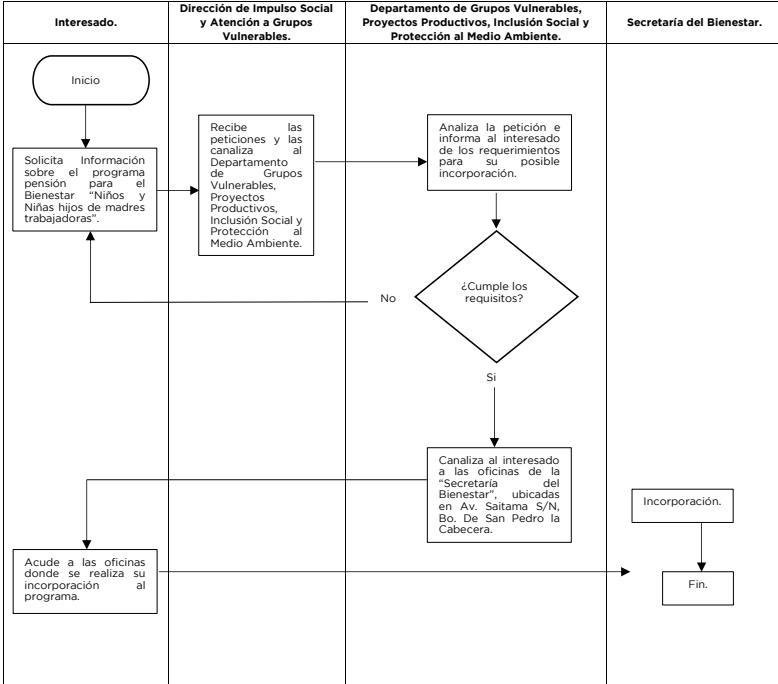 Interesado.
Dirección de Impulso Social
y Atención a Grupos
Vulnerables.
Departamento de Grupos Vulnerables,
Proyectos Productivos, Inclusión Social y
Protección al Medio Ambiente.
Secretaría del Bienestar.
Inicio
Solicita Información
sobre el programa
pensión para el
Bienestar “Niños y
Niñas hijos de madres
trabajadoras”.
Recibe las
peticiones y las
canaliza al
Departamento
de Grupos
Vulnerables,
Proyectos
Productivos,
Inclusión Social y
Protección al
Medio Ambiente.
Analiza la petición e
informa al interesado
de los requerimientos
para su posible
incorporación.
¿Cumple los
requisitos?
No
Si
Canaliza al interesado
a las oficinas de la
“Secretaría del
Bienestar”, ubicadas
en Av. Saitama S/N,
Bo. De San Pedro la
Cabecera.
Acude a las oficinas
donde se realiza su
incorporación al
programa.
Incorporación.
Fin.